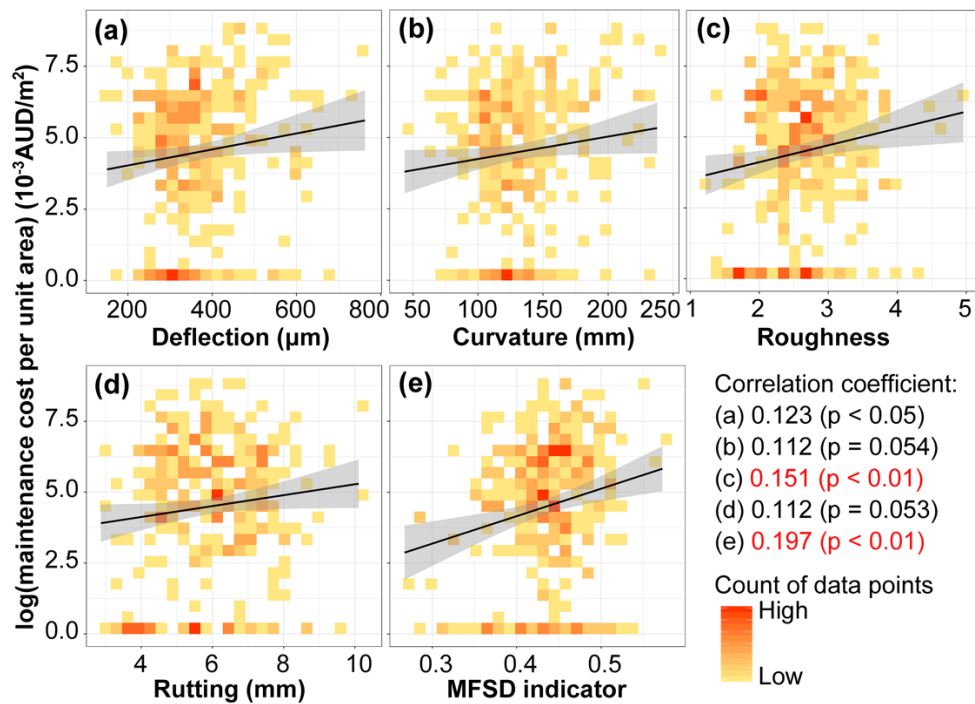 log(maintenance cost per unit area) (10⁻³AUD/m²)
(a)
(b)
(c)
7.5
5.0
2.5
0.0
200 400 600 800
50 100 150 200 250
1 2 3 4 5
Deflection (µm)
Curvature (mm)
Roughness
(d)
(e)
7.5
5.0
2.5
0.0
4 6 8 10
0.3 0.4 0.5
Rutting (mm)
MFSD indicator
Correlation coefficient:
(a) 0.123 (p < 0.05)
(b) 0.112 (p = 0.054)
(c) 0.151 (p < 0.01)
(d) 0.112 (p = 0.053)
(e) 0.197 (p < 0.01)
Count of data points
High
Low